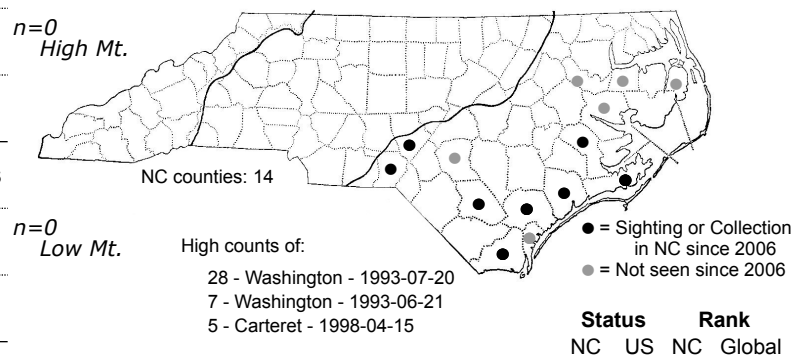 n=0
High Mt.
NC counties: 14
n=0
Low Mt.
High counts of:
28 - Washington - 1993-07-20
7 - Washington - 1993-06-21
5 - Carteret - 1998-04-15
= Sighting or Collection
in NC since 2006
= Not seen since 2006
Status Rank
NC US NC Global